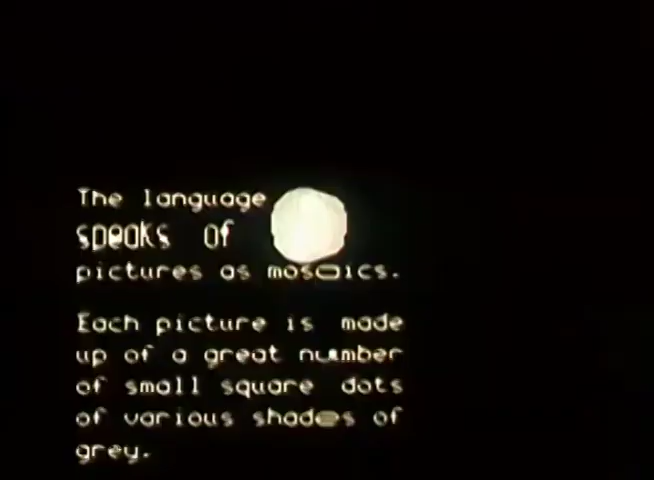 The language
speaks of
pictures as mosaics.
Each picture is made
up of a great number
of small square dots
of various shades of
grey.